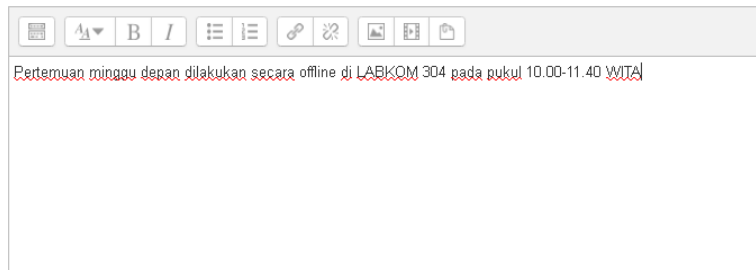 Pertemuan minggu depan dilakukan secara offline di LABKOM 304 pada pukul 10.00-11.40 WITA